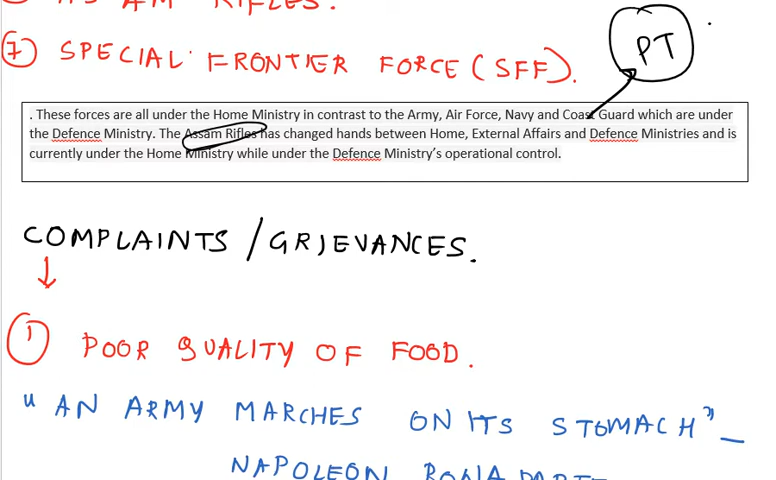 ASSAM RIFLES.
7 SPECIAL FRONTIER FORCE (SFF).
PT
. These forces are all under the Home Ministry in contrast to the Army, Air Force, Navy and Coast Guard which are under
the Defence Ministry. The Assam Rifles has changed hands between Home, External Affairs and Defence Ministries and is
currently under the Home Ministry while under the Defence Ministry's operational control.
COMPLAINTS / GRIEVANCES.
1 POOR QUALITY OF FOOD.
" AN ARMY MARCHES ON ITS STOMACH" _
NAPOLEON BONAPARTE